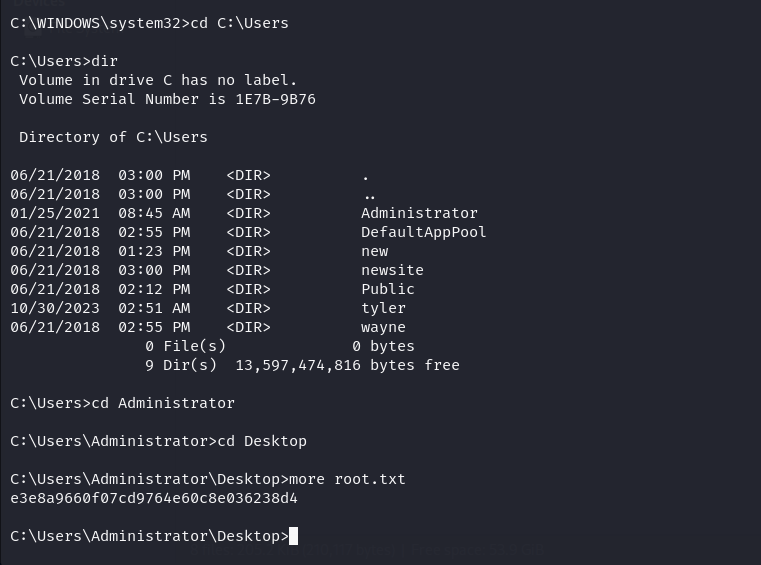 C:\WINDOWS\system32>cd C:\Users
C:\Users>dir
Volume in drive C has no label.
Volume Serial Number is 1E7B-9B76
Directory of C:\Users
06/21/2018  03:00 PM    <DIR>          .
06/21/2018  03:00 PM    <DIR>          ..
01/25/2021  08:45 AM    <DIR>          Administrator
06/21/2018  02:55 PM    <DIR>          DefaultAppPool
06/21/2018  01:23 PM    <DIR>          new
06/21/2018  03:00 PM    <DIR>          newsite
06/21/2018  02:12 PM    <DIR>          Public
10/30/2023  02:51 AM    <DIR>          tyler
06/21/2018  02:55 PM    <DIR>          wayne
0 File(s)              0 bytes
9 Dir(s)  13,597,474,816 bytes free
C:\Users>cd Administrator
C:\Users\Administrator>cd Desktop
C:\Users\Administrator\Desktop>more root.txt
e3e8a9660f07cd9764e60c8e036238d4
C:\Users\Administrator\Desktop>